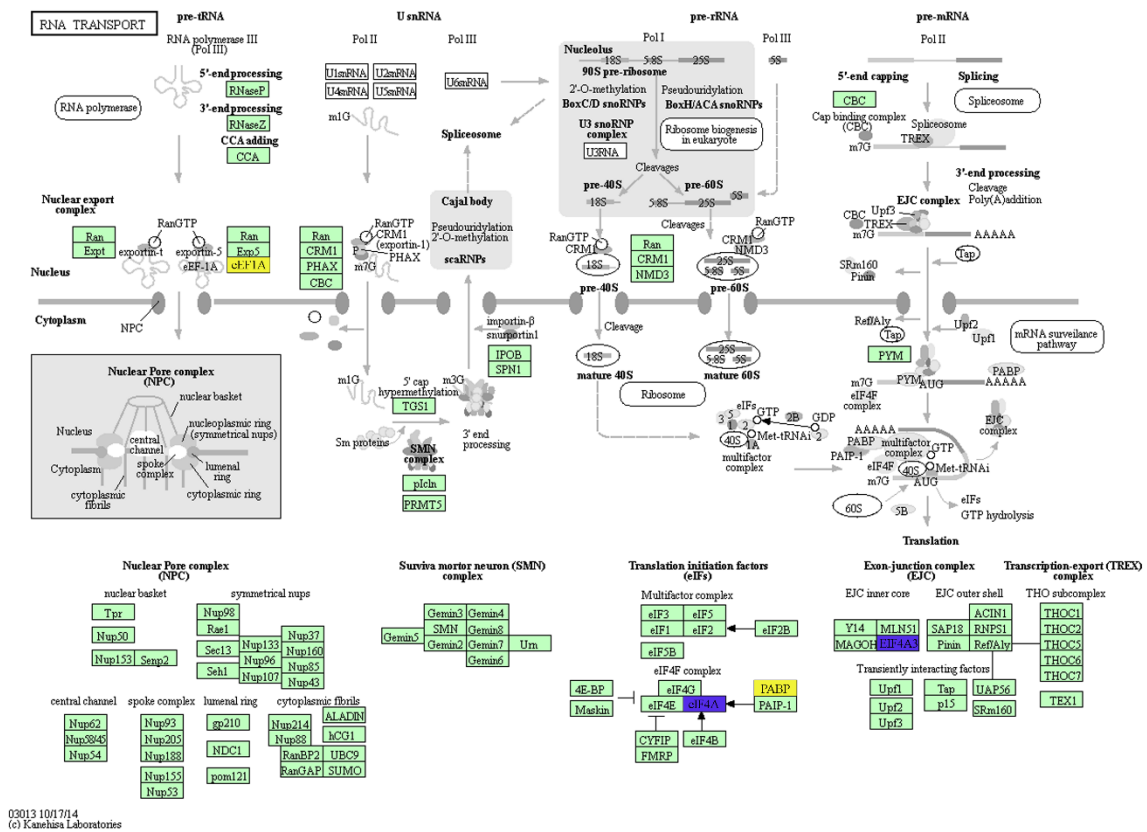 RNA TRANSPORT
pre-tRNA
RNA polymerase III
(Pol III)
5'-end processing
RNaseP
3'-end processing
RNaseZ
CCA adding
CCA
RNA polymerase
Nuclear export
complex
Ran
Expt
RanGTP
exportin-t
exportin-5
eEF-1A
Ran
Exp5
eEF1A
Nucleus
Cytoplasm
NPC
U snRNA
Pol II
Pol III
U1snRNA
U2snRNA
U4snRNA
U5snRNA
U6snRNA
m1G
Spliceosome
Cajal body
Pseudouridylation
2'-O-methylation
scaRNPs
Ran
CRM1
PHAX
CBC
RanGTP
CRM1
(exportin-1)
P
PHAX
m7G
importin-β
snurportin1
IPOB
SPN1
m1G
5' cap
hypermethylation
TGS1
m3G
Sm proteins
3' end
processing
SMN
complex
pIcln
PRMT5
pre-rRNA
Pol I
Pol III
Nucleolus
18S
5.8S
25S
5S
90S pre-ribosome
2'-O-methylation
BoxC/D snoRNPs
Pseudouridylation
BoxH/ACA snoRNPs
U3 snoRNP
complex
U3RNA
Ribosome biogenesis
in eukaryote
Cleavages
pre-40S
pre-60S
18S
5.8S
25S
5S
Cleavages
RanGTP
CRM1
18S
Ran
CRM1
NMD3
RanGTP
CRM1
NMD3
25S
5.8S
5S
pre-40S
pre-60S
Cleavage
18S
25S
5.8S
5S
mature 40S
mature 60S
Ribosome
eIFs
3
5
1
2
GTP
2B
GDP
40S
1A
Met-tRNAi
2
multifactor
complex
pre-mRNA
Pol II
5'-end capping
Splicing
CBC
Spliceosome
Cap binding complex
(CBC)
Spliceosome
TREX
m7G
3'-end processing
Cleavage
Poly(A)addition
EJC complex
CBC
Upf3
TREX
m7G
AAAAA
Tap
SRm160
Pinin
Ref/Aly
Tap
Upf2
Upf1
mRNA surveilance
pathway
PYM
PYM
AUG
PABP
m7G
AAAAA
eIF4F
complex
EJC
complex
AAAAA
PABP
PAIP-1
multifactor
complex
GTP
eIF4F
40S
Met-tRNAi
m7G
AUG
60S
5B
eIFs
GTP hydrolysis
Translation
Nuclear Pore complex
(NPC)
nuclear basket
Nucleus
central
channel
nucleoplasmic ring
(symmetrical nups)
spoke
complex
Cytoplasm
lumenal
ring
cytoplasmic
fibrils
cytoplasmic ring
Nuclear Pore complex
(NPC)
nuclear basket
symmetrical nups
Tpr
Nup50
Nup153
Senp2
Nup98
Rae1
Sec13
Seh1
Nup133
Nup96
Nup107
Nup37
Nup160
Nup85
Nup43
central channel
spoke complex
lumenal ring
cytoplasmic fibrils
Nup62
Nup58/45
Nup54
Nup93
Nup205
Nup188
Nup155
Nup53
gp210
NDC1
pom121
Nup214
Nup88
ALADIN
hCG1
RanBP2
UBC9
RanGAP
SUMO
Surviva mortor neuron (SMN)
complex
Gemin3
Gemin4
Gemin5
SMN
Gemin8
Gemin2
Gemin7
Gemin6
Unr
Translation initiation factors
(eIFs)
Multifactor complex
eIF3
eIF5
eIF1
eIF2
eIF2B
eIF5B
eIF4F complex
4E-BP
Maskin
eIF4G
eIF4E
eIF4A
PABP
PAIP-1
CYFIP
FMRP
eIF4B
Exon-junction complex
(EJC)
EJC inner core
EJC outer shell
Y14
MLN51
MAGOH
EIF4A3
ACIN1
SAP18
RNPS1
Pinin
Ref/Aly
Transiently interacting factors
Upf1
Upf2
Upf3
Tap
p15
UAP56
SRm160
Transcription-export (TREX)
complex
THO subcomplex
THOC1
THOC2
THOC5
THOC6
THOC7
TEX1
03013 10/17/14
(c) Kanehisa Laboratories